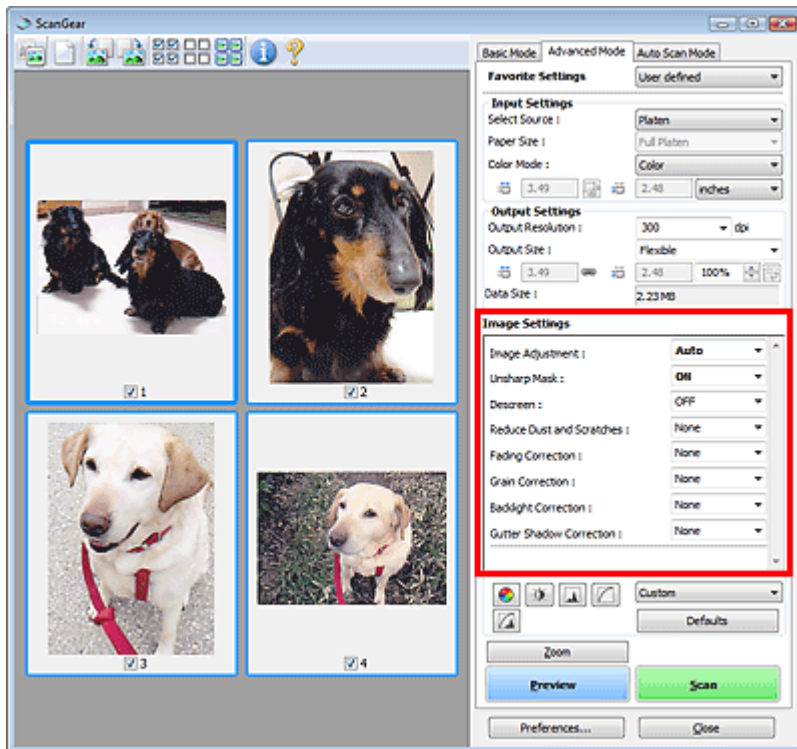 ScanGear
Basic Mode Advanced Mode Auto Scan Mode
Favorite Settings User defined
Input Settings
Select Source : Platen
Paper Size : Full Platen
Color Mode : Color
3.49 2.48 inches
Output Settings
Output Resolution : 300 dpi
Output Size : Flexible
3.49 2.48 100%
Data Size : 2.23 MB
Image Settings
Image Adjustment : Auto
Unsharp Mask : ON
Descreen : OFF
Reduce Dust and Scratches : None
Fading Correction : None
Grain Correction : None
Backlight Correction : None
Gutter Shadow Correction : None
Custom
Defaults
Zoom
Preview Scan
Preferences... Close
1
2
3
4